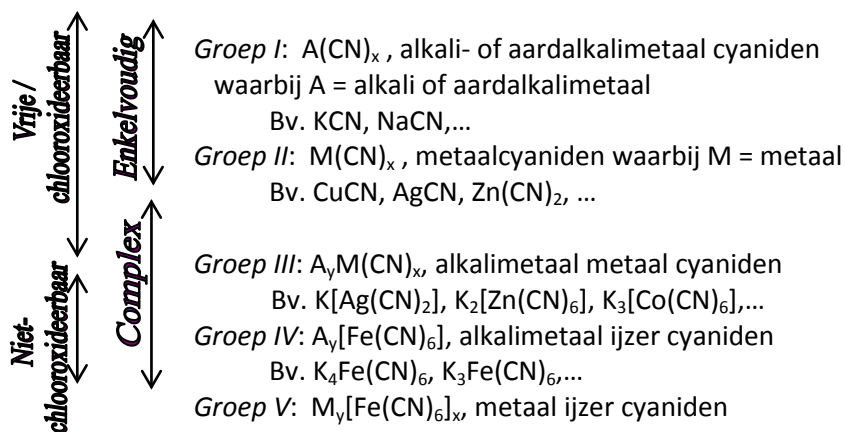 Vrije /
chlooroxideerbaar
Enkelvoudig
Niet-
chlooroxideerbaar
Complex
Groep I: A(CN)ₓ , alkali- of aardalkalimetaal cyaniden
waarbij A = alkali of aardalkalimetaal
Bv. KCN, NaCN,...
Groep II: M(CN)ₓ , metaalcyaniden waarbij M = metaal
Bv. CuCN, AgCN, Zn(CN)₂, ...
Groep III: AᵧM(CN)ₓ, alkalimetaal metaal cyaniden
Bv. K[Ag(CN)₂], K₂[Zn(CN)₆], K₃[Co(CN)₆],...
Groep IV: Aᵧ[Fe(CN)₆], alkalimetaal ijzer cyaniden
Bv. K₄Fe(CN)₆, K₃Fe(CN)₆,...
Groep V: Mᵧ[Fe(CN)₆]ₓ, metaal ijzer cyaniden